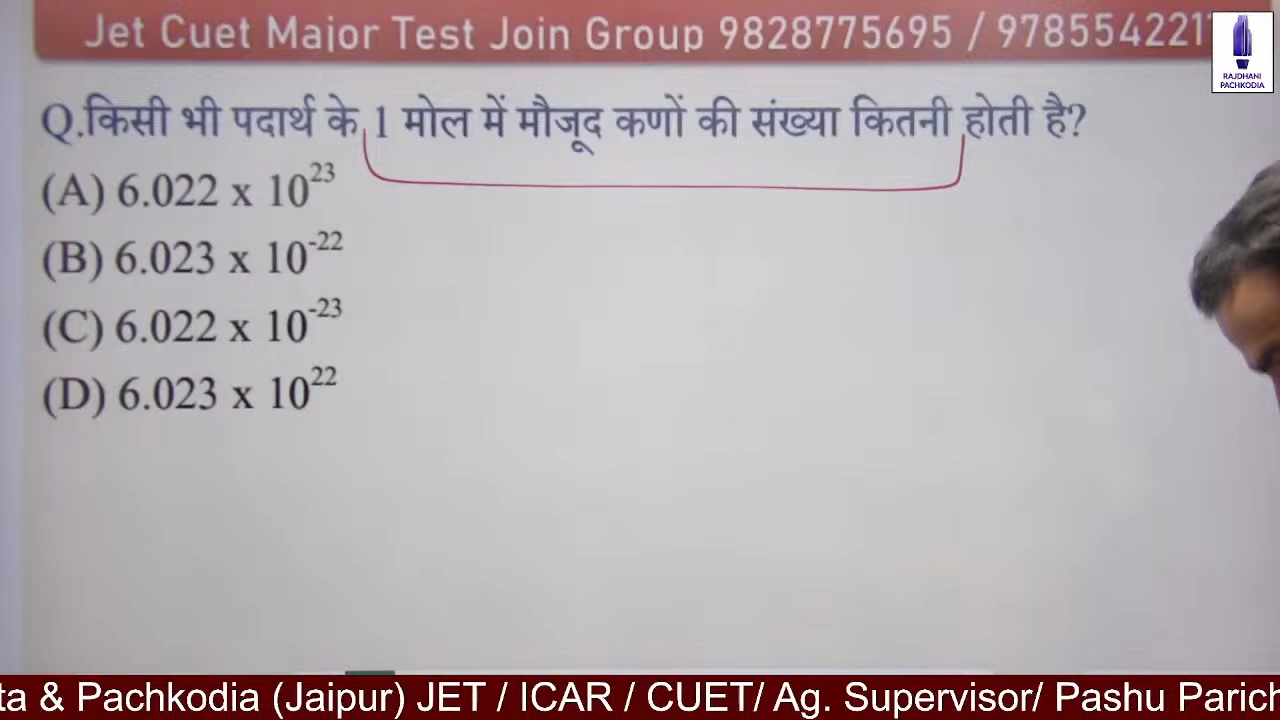 Jet Cuet Major Test Join Group 9828775695 / 978554221
RAJDHANI
PACHKODIA
Q.किसी भी पदार्थ के 1 मोल में मौजूद कणों की संख्या कितनी होती है?
(A) 6.022 x 10²³
(B) 6.023 x 10⁻²²
(C) 6.022 x 10⁻²³
(D) 6.023 x 10²²
ta & Pachkodia (Jaipur) JET / ICAR / CUET/ Ag. Supervisor/ Pashu Parich